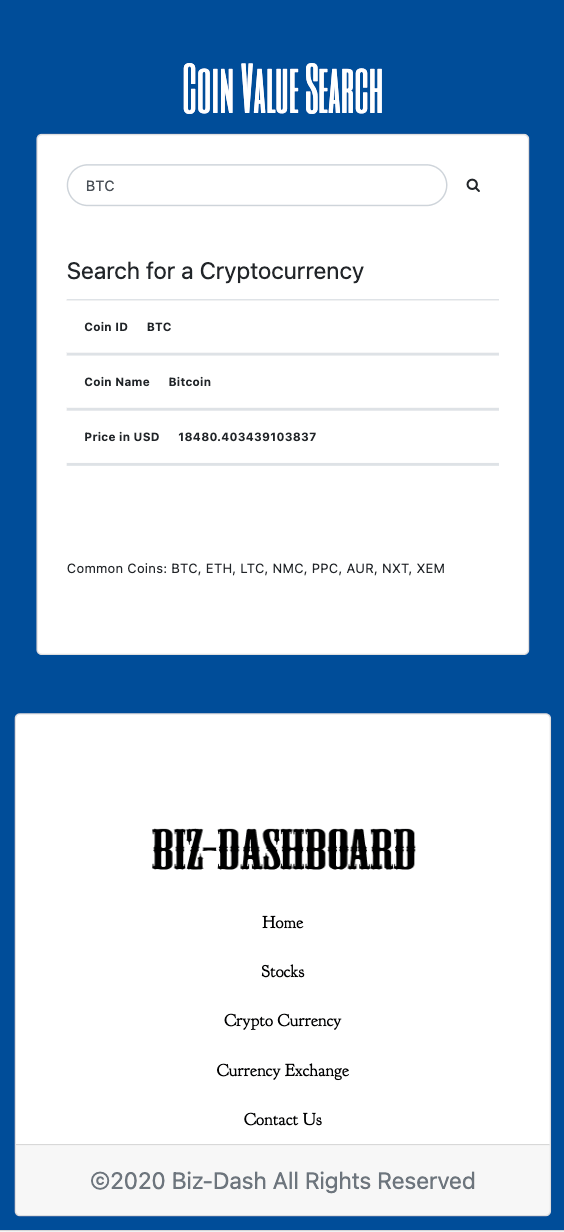 Coin Value Search
BTC
Search for a Cryptocurrency
Coin ID BTC
Coin Name Bitcoin
Price in USD 18480.403439103837
Common Coins: BTC, ETH, LTC, NMC, PPC, AUR, NXT, XEM
BIZ-DASHBOARD
Home
Stocks
Crypto Currency
Currency Exchange
Contact Us
©2020 Biz-Dash All Rights Reserved